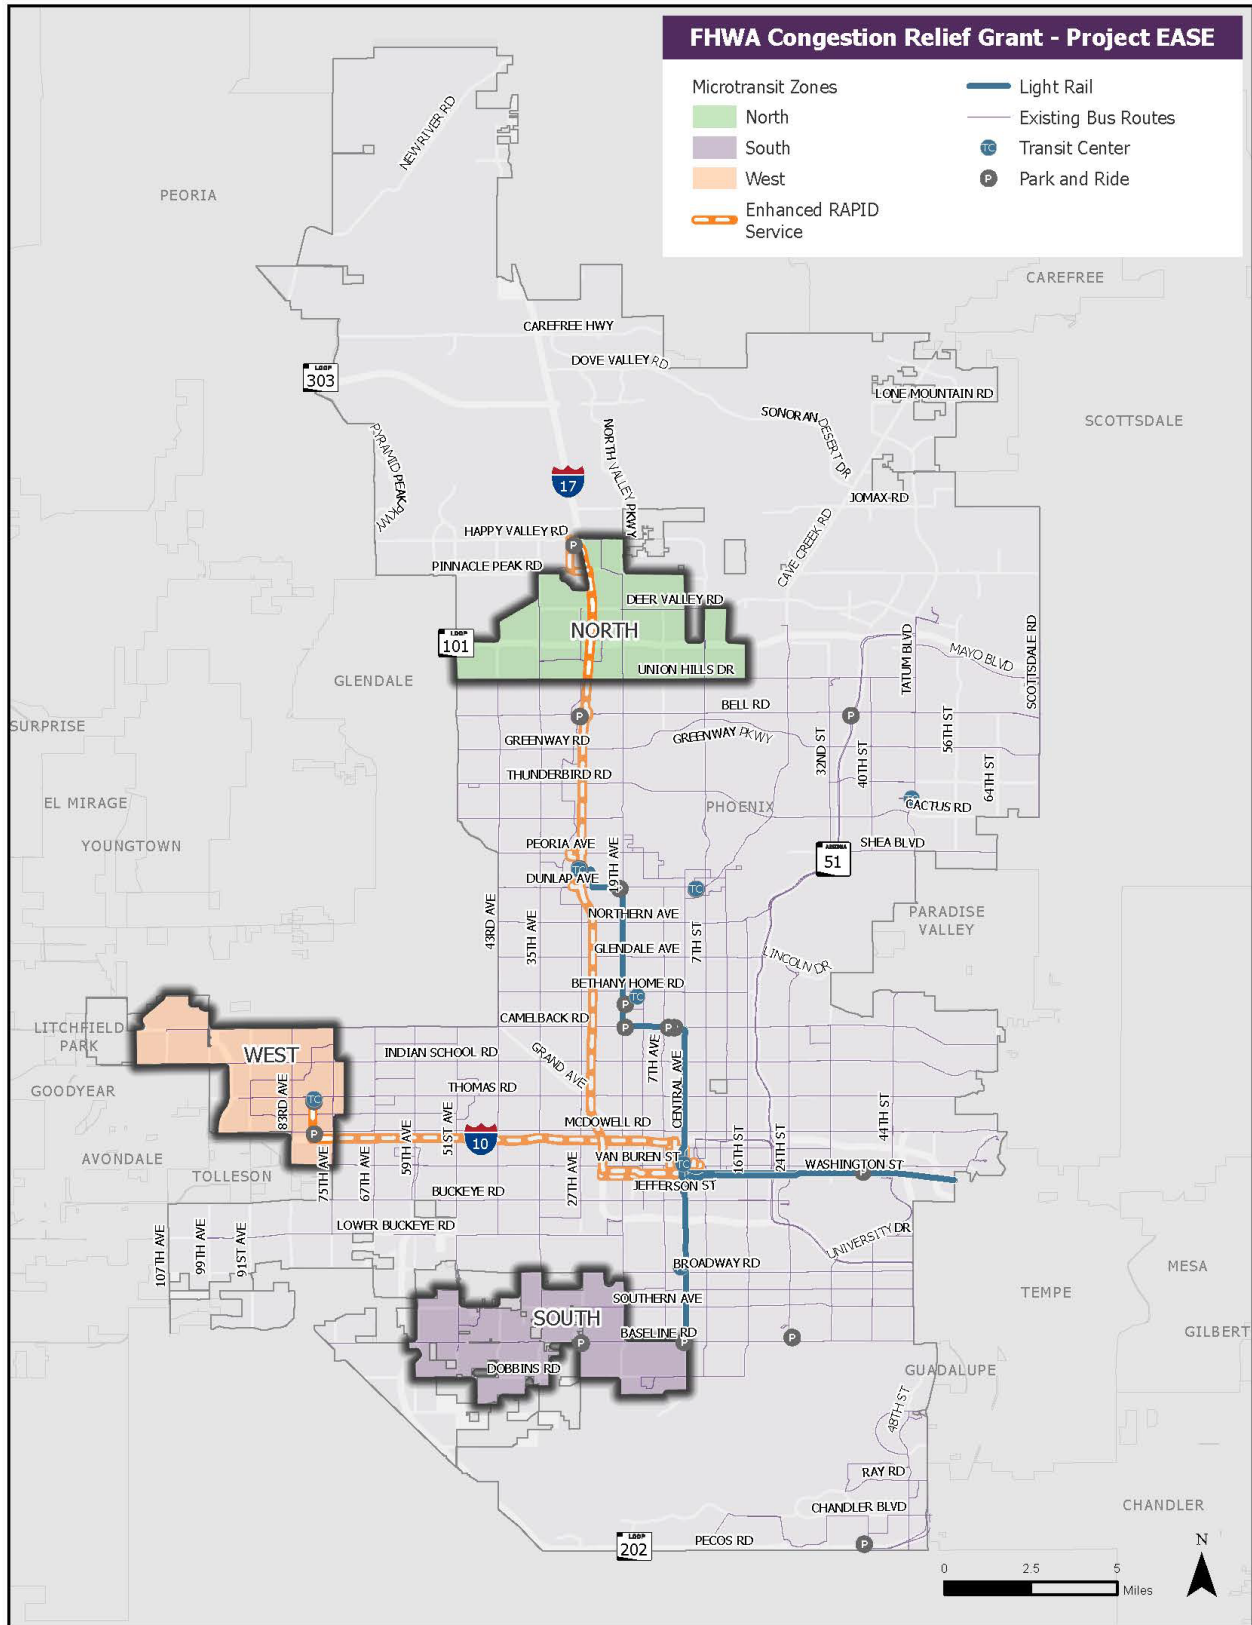 FHWA Congestion Relief Grant - Project EASE
Microtransit Zones
North
South
West
Enhanced RAPID
Service
Light Rail
Existing Bus Routes
TC
Transit Center
P
Park and Ride
NEW RIVER RD
PEORIA
CAREFREE
CAREFREE HWY
DOVE VALLEY RD
LOOP
303
LONE MOUNTAIN RD
SONORAN DESERT DR
SCOTTSDALE
PYRAMID PEAK PKWY
NORTH VALLEY PKWY
17
JOMAX RD
HAPPY VALLEY RD
P
CAVE CREEK RD
PINNACLE PEAK RD
DEER VALLEY RD
NORTH
LOOP
101
TATUM BLVD
MAYO BLVD
SCOTTSDALE RD
UNION HILLS DR
GLENDALE
BELL RD
P
P
SURPRISE
GREENWAY RD
GREENWAY PKWY
32ND ST
40TH ST
56TH ST
64TH ST
THUNDERBIRD RD
EL MIRAGE
PHOENIX
CACTUS RD
YOUNGTOWN
PEORIA AVE
19TH AVE
ARIZONA
51
SHEA BLVD
TC
DUNLAP AVE
P
TC
43RD AVE
35TH AVE
NORTHERN AVE
PARADISE
VALLEY
GLENDALE AVE
7TH ST
LINCOLN DR
BETHANY HOME RD
TC
P
CAMELBACK RD
P
P
LITCHFIELD
PARK
WEST
INDIAN SCHOOL RD
GRAND AVE
7TH AVE
CENTRAL AVE
GOODYEAR
83RD AVE
TC
THOMAS RD
44TH ST
MCDOWELL RD
P
59TH AVE
51ST AVE
10
16TH ST
24TH ST
AVONDALE
VAN BUREN ST
TC
WASHINGTON ST
P
TOLLESON
75TH AVE
67TH AVE
27TH AVE
JEFFERSON ST
BUCKEYE RD
LOWER BUCKEYE RD
107TH AVE
99TH AVE
91ST AVE
UNIVERSITY DR
BROADWAY RD
MESA
TEMPE
SOUTHERN AVE
SOUTH
BASELINE RD
P
P
P
GILBERT
DOBBINS RD
GUADALUPE
48TH ST
RAY RD
CHANDLER BLVD
CHANDLER
LOOP
202
PECOS RD
P
N
0
2.5
5
Miles